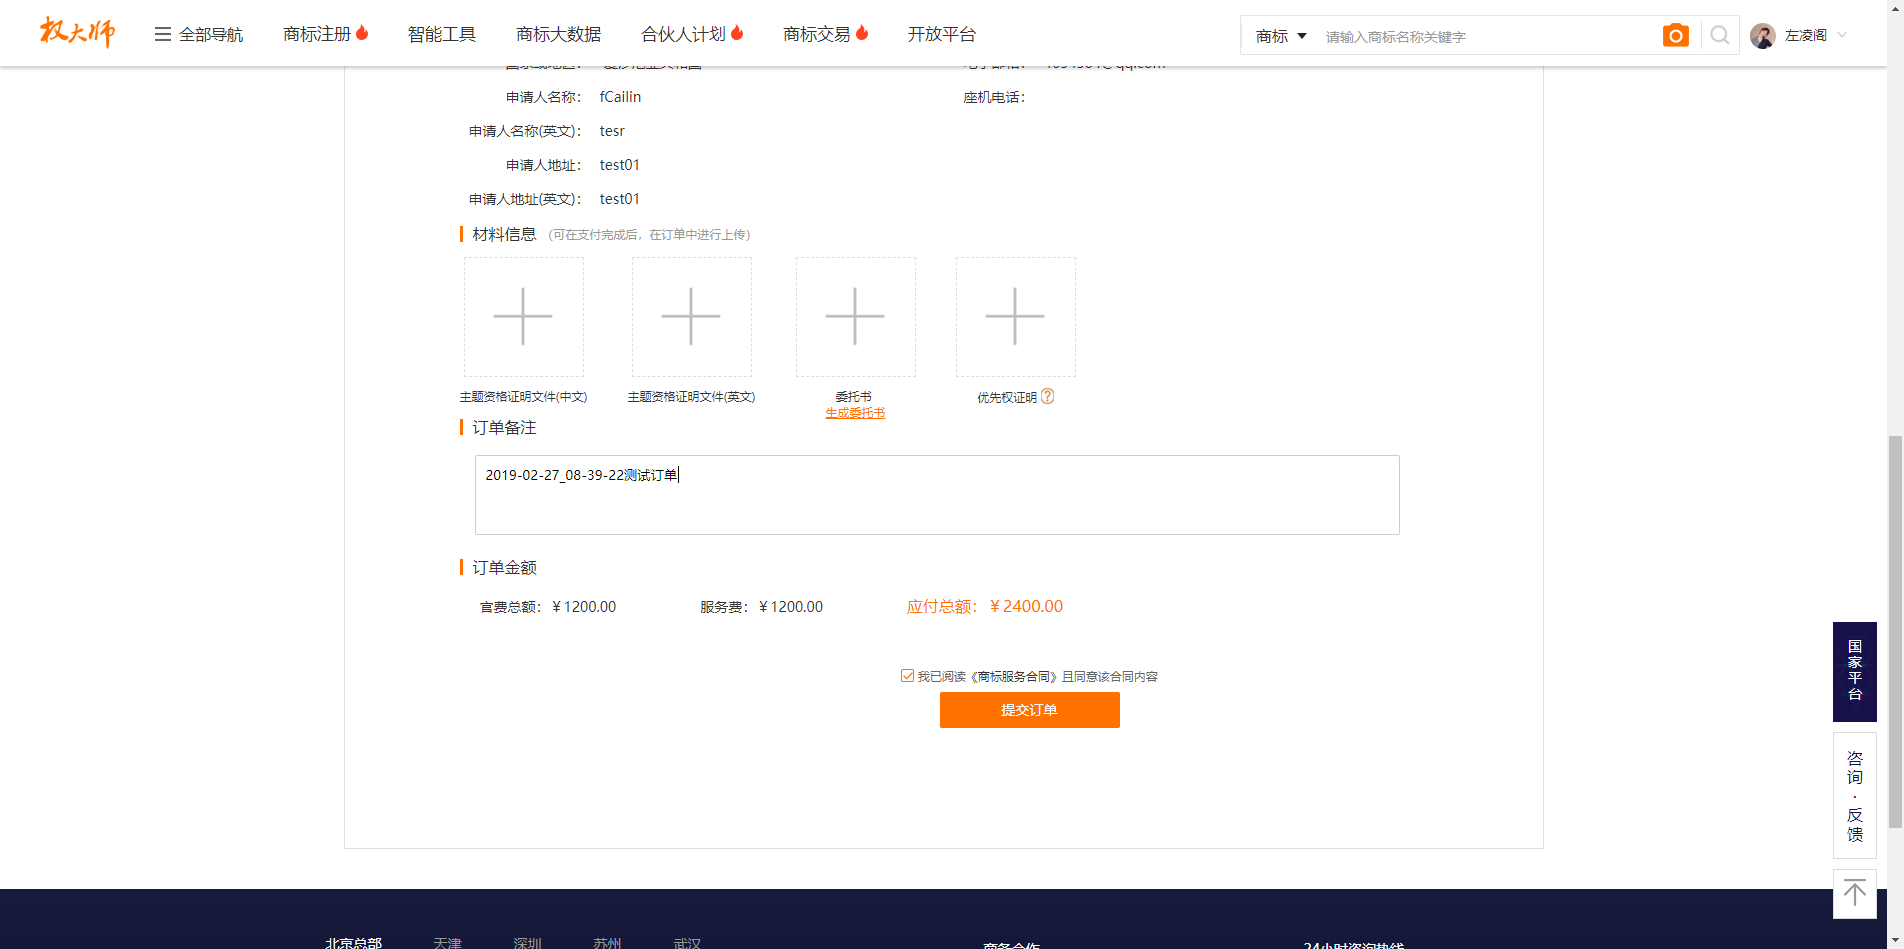 权大师
全部导航
商标注册
智能工具
商标大数据
合伙人计划
商标交易
开放平台
商标
请输入商标名称关键字
左凌阁
申请人名称： fCailin
座机电话：
申请人名称(英文)： tesr
申请人地址： test01
申请人地址(英文)： test01
材料信息 (可在支付完成后，在订单中进行上传)
主题资格证明文件(中文)
主题资格证明文件(英文)
委托书
生成委托书
优先权证明
订单备注
2019-02-27_08-39-22测试订单
订单金额
官费总额：￥1200.00
服务费：￥1200.00
应付总额：￥2400.00
我已阅读《商标服务合同》且同意该合同内容
提交订单
国家平台
咨询·反馈
北京总部
天津
深圳
苏州
武汉
商务合作
24小时咨询热线